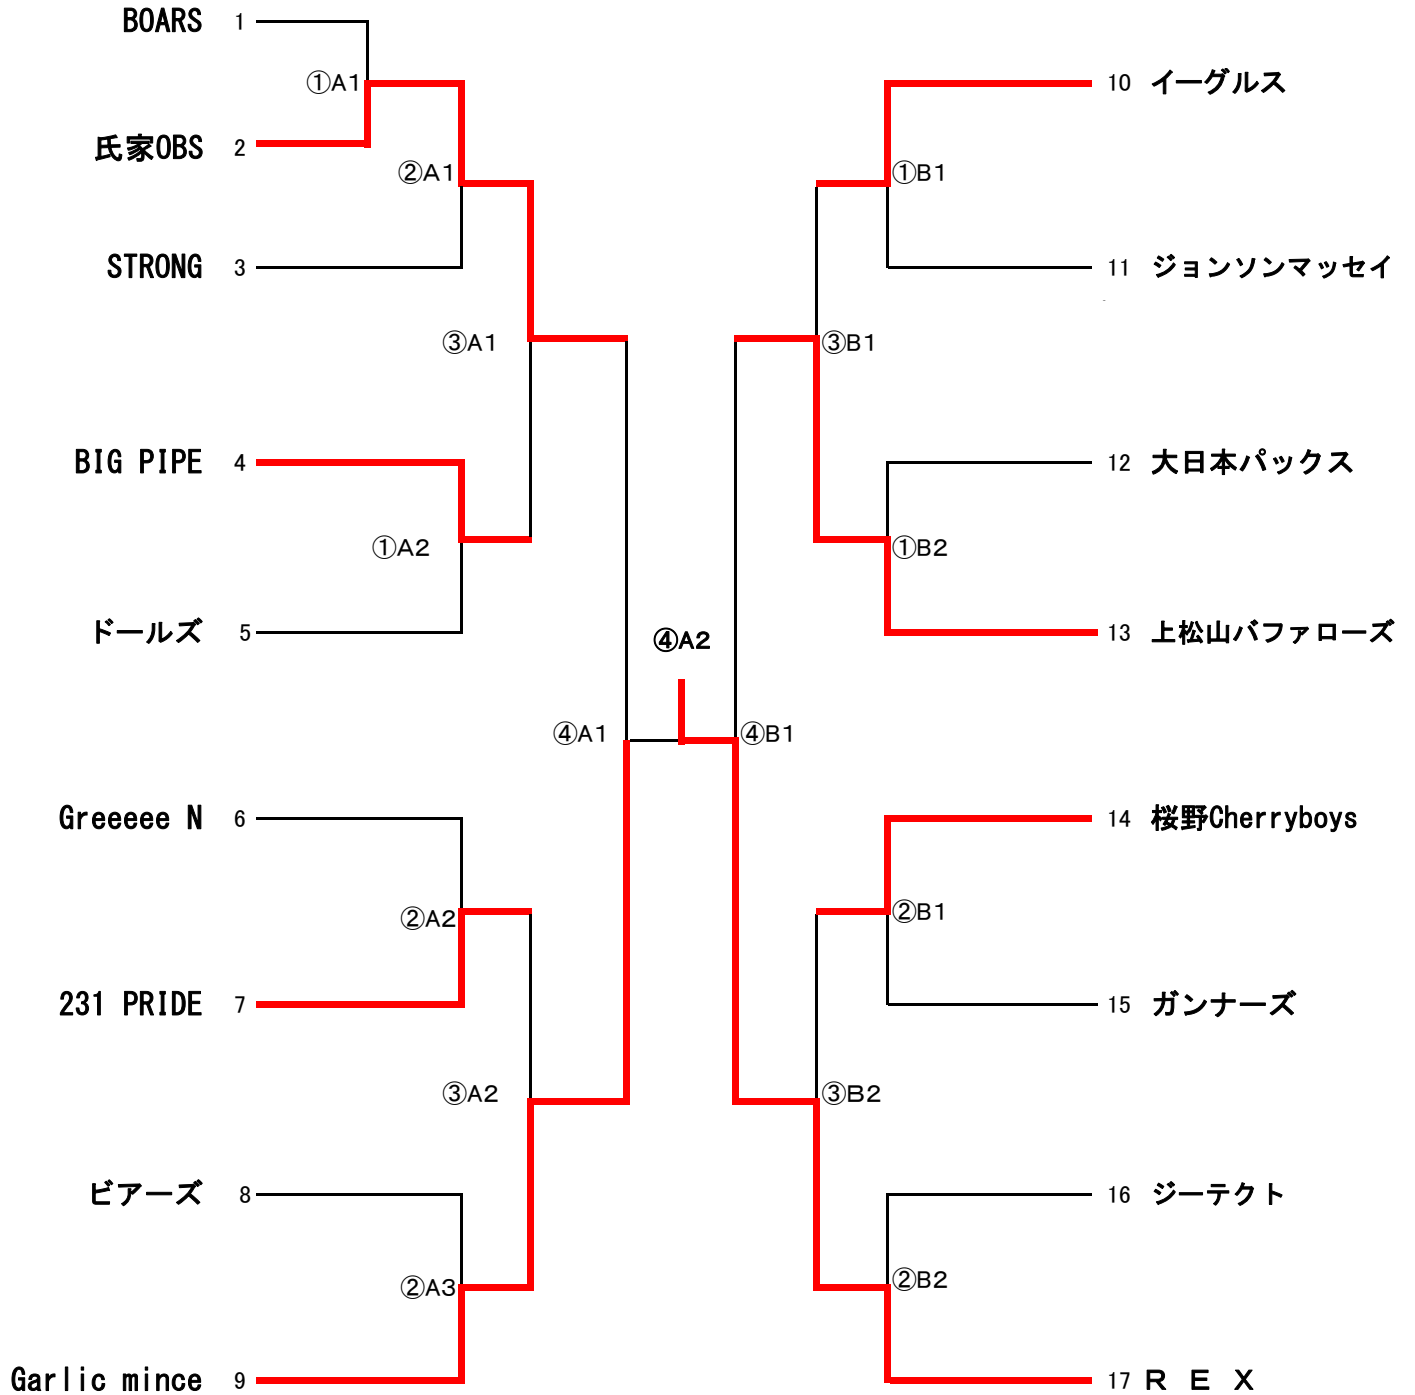 BOARS 1
①A1
氏家OBS 2
②A1
STRONG 3
③A1
BIG PIPE 4
①A2
ドールズ 5
④A1
Greeeee N 6
②A2
231 PRIDE 7
③A2
ビアーズ 8
②A3
Garlic mince 9
④A2
10 イーグルス
①B1
11 ジョンソンマッセイ
③B1
12 大日本パックス
①B2
13 上松山バファローズ
④B1
14 桜野Cherryboys
②B1
15 ガンナーズ
③B2
16 ジーテクト
②B2
17 ＲＥＸ